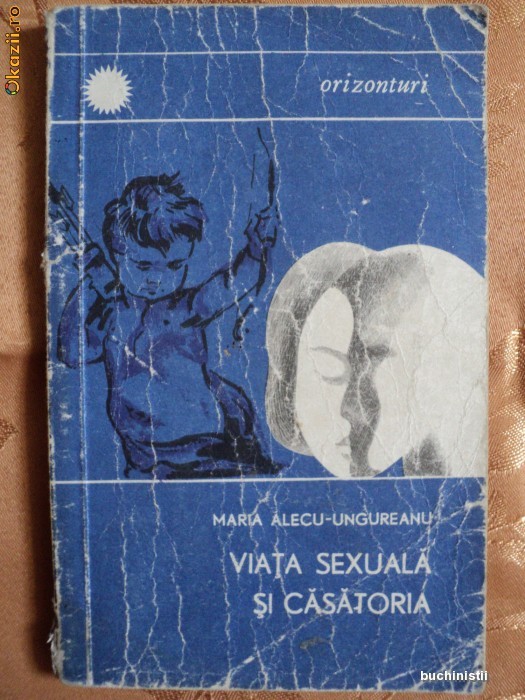 Okazii.ro
orizonturi
MARIA ALECU-UNGUREANU
VIAȚA SEXUALĂ
ȘI CĂSĂTORIA
buchinistii